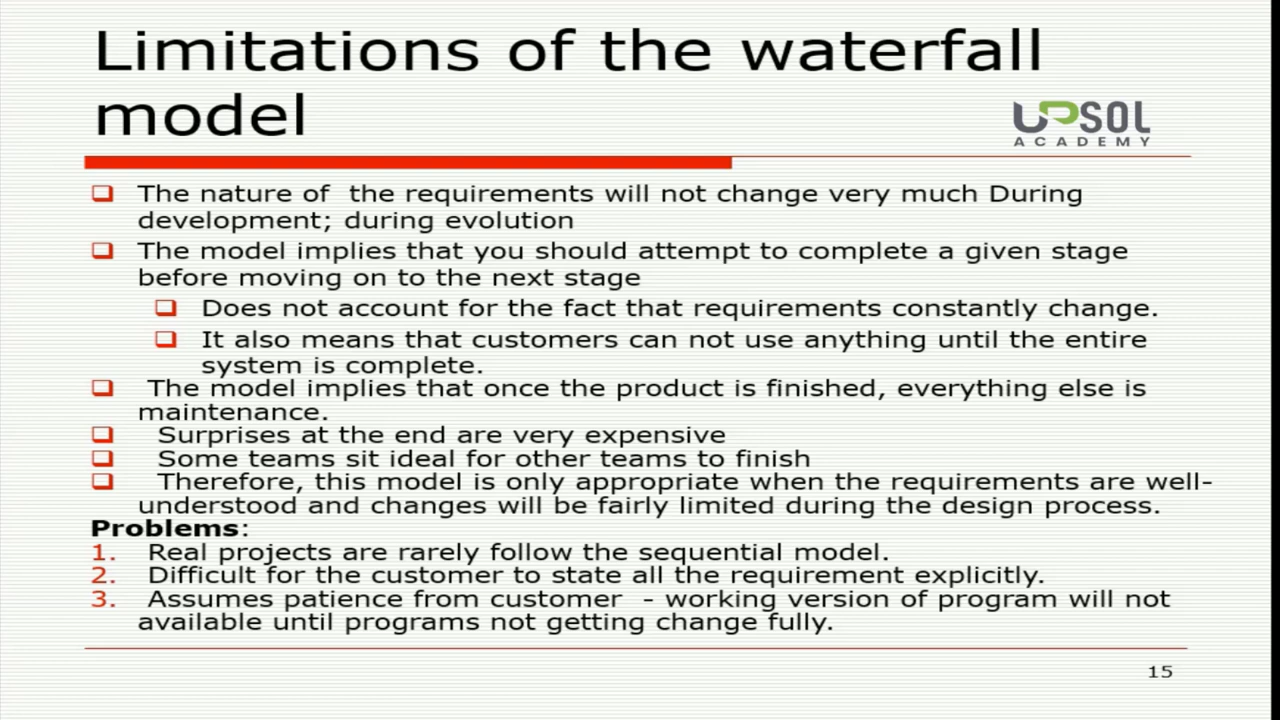 Limitations of the waterfall
model
UPSOL
ACADEMY
The nature of  the requirements will not change very much During
development; during evolution
The model implies that you should attempt to complete a given stage
before moving on to the next stage
Does not account for the fact that requirements constantly change.
It also means that customers can not use anything until the entire
system is complete.
The model implies that once the product is finished, everything else is
maintenance.
Surprises at the end are very expensive
Some teams sit ideal for other teams to finish
Therefore, this model is only appropriate when the requirements are well-
understood and changes will be fairly limited during the design process.
Problems:
1. Real projects are rarely follow the sequential model.
2. Difficult for the customer to state all the requirement explicitly.
3. Assumes patience from customer  - working version of program will not
available until programs not getting change fully.
15